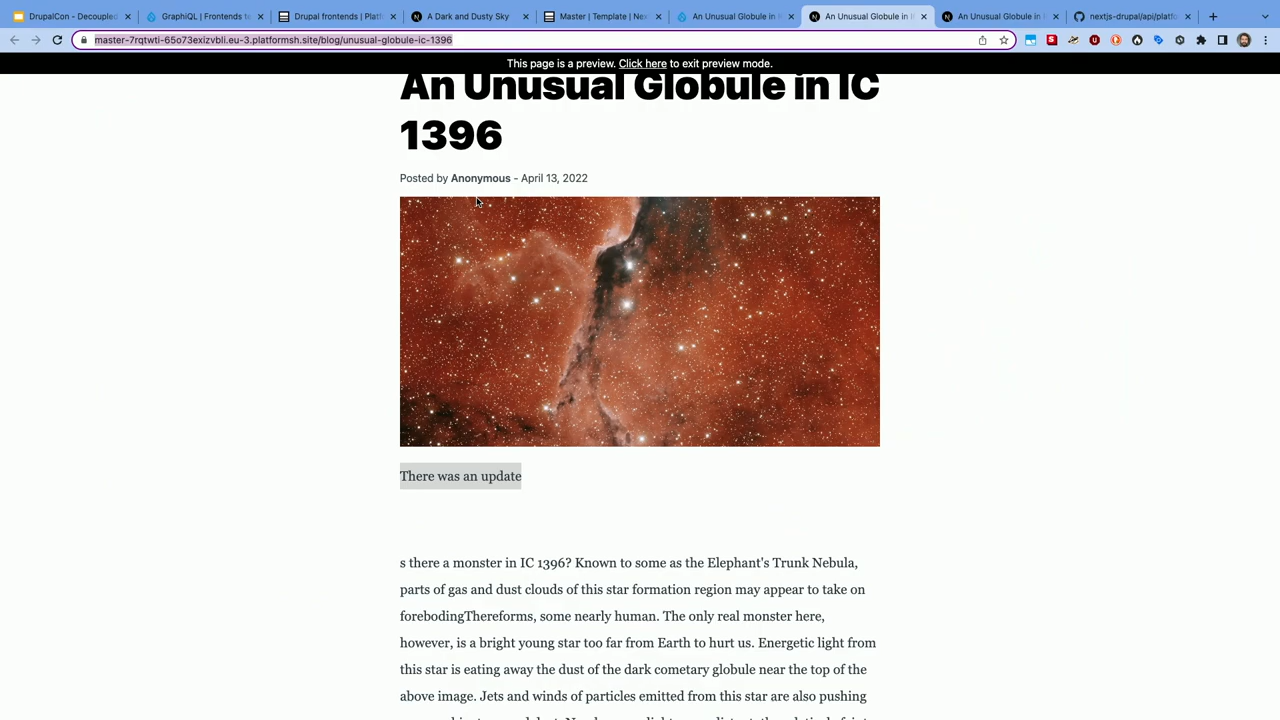 DrupalCon - Decoupled
GraphiQL | Frontends te
Drupal frontends | Platf
A Dark and Dusty Sky
Master | Template | Nex
An Unusual Globule in I
An Unusual Globule in I
An Unusual Globule in I
nextjs-drupal/api/platfo
master-7rqtwti-65o73exizvbli.eu-3.platformsh.site/blog/unusual-globule-ic-1396
This page is a preview. Click here to exit preview mode.
An Unusual Globule in IC
1396
Posted by Anonymous - April 13, 2022
There was an update
s there a monster in IC 1396? Known to some as the Elephant's Trunk Nebula,
parts of gas and dust clouds of this star formation region may appear to take on
forebodingThereforms, some nearly human. The only real monster here,
however, is a bright young star too far from Earth to hurt us. Energetic light from
this star is eating away the dust of the dark cometary globule near the top of the
above image. Jets and winds of particles emitted from this star are also pushing